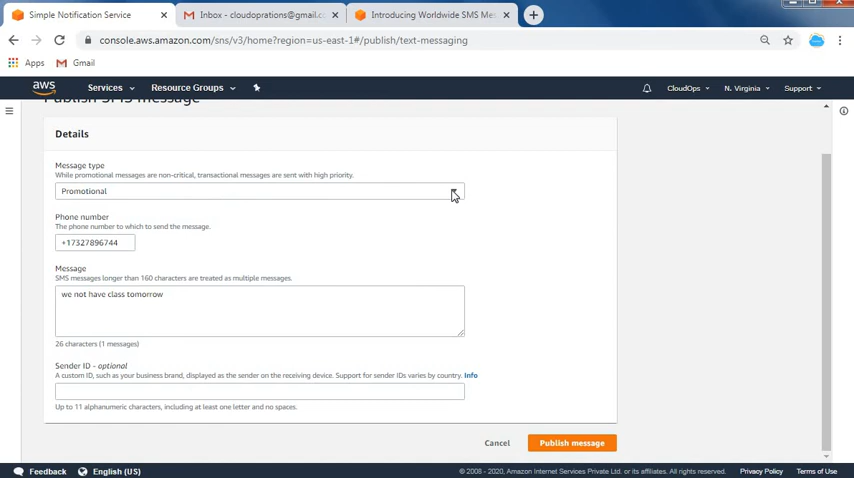 Simple Notification Service
Inbox - cloudoprations@gmail.cc
Introducing Worldwide SMS Mes
console.aws.amazon.com/sns/v3/home?region=us-east-1#/publish/text-messaging
Apps
Gmail
aws
Services
Resource Groups
CloudOps
N. Virginia
Support
Publish SMS message
Details
Message type
While promotional messages are non-critical, transactional messages are sent with high priority.
Promotional
Phone number
The phone number to which to send the message.
+17327896744
Message
SMS messages longer than 160 characters are treated as multiple messages.
we not have class tomorrow
26 characters (1 messages)
Sender ID - optional
A custom ID, such as your business brand, displayed as the sender on the receiving device. Support for sender IDs varies by country. Info
Up to 11 alphanumeric characters, including at least one letter and no spaces.
Cancel
Publish message
Feedback
English (US)
© 2008 - 2020, Amazon Internet Services Private Ltd. or its affiliates. All rights reserved.
Privacy Policy
Terms of Use